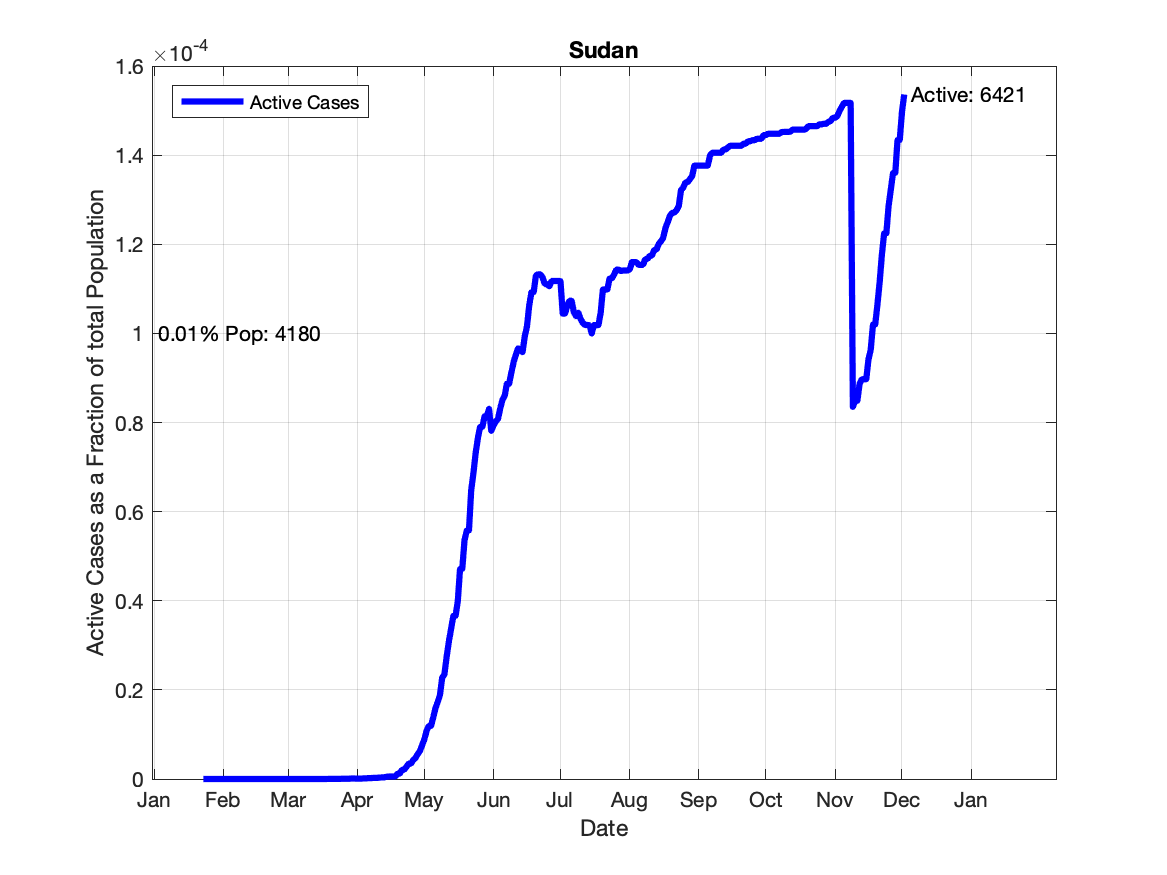 Sudan
×10-4
1.6
1.4
1.2
1
0.8
0.6
0.4
0.2
0
Active Cases as a Fraction of total Population
Active Cases
Active: 6421
0.01% Pop: 4180
Jan Feb Mar Apr May Jun Jul Aug Sep Oct Nov Dec Jan
Date